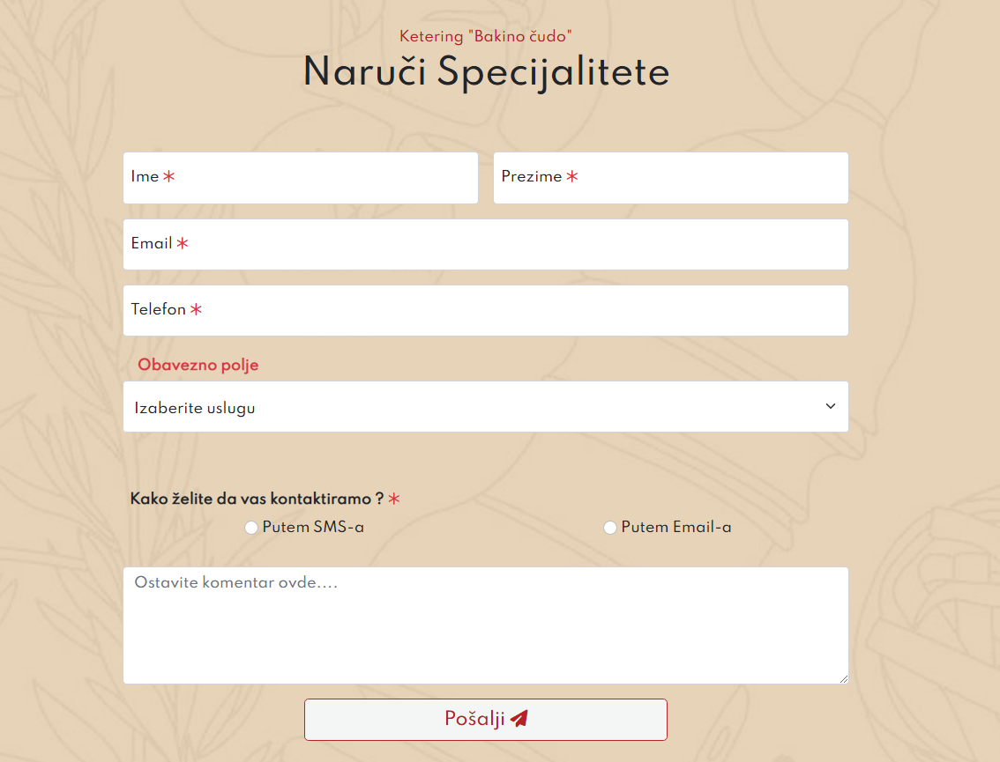 Ketering "Bakino čudo"
Naruči Specijalitete
Ime *
Prezime *
Email *
Telefon *
Obavezno polje
Izaberite uslugu
Kako želite da vas kontaktiramo ? *
Putem SMS-a
Putem Email-a
Ostavite komentar ovde....
Pošalji